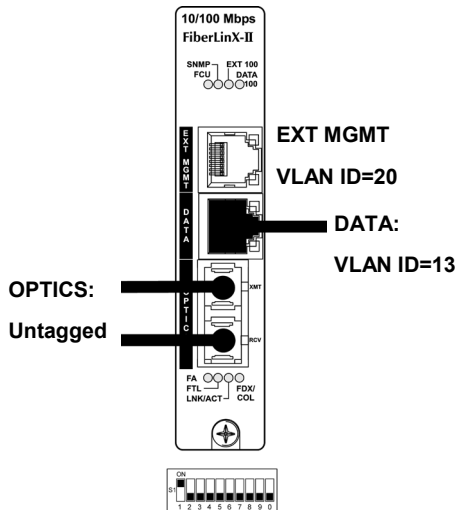 10/100 Mbps
FiberLinX-II
SNMP EXT 100
FCU DATA
100
EXT MGMT
EXT MGMT
VLAN ID=20
DATA
DATA:
VLAN ID=13
OPTICS:
Untagged
XMT
RCV
FA
FTL FDX/
LNK/ACT COL
ON
S1
1 2 3 4 5 6 7 8 9 0